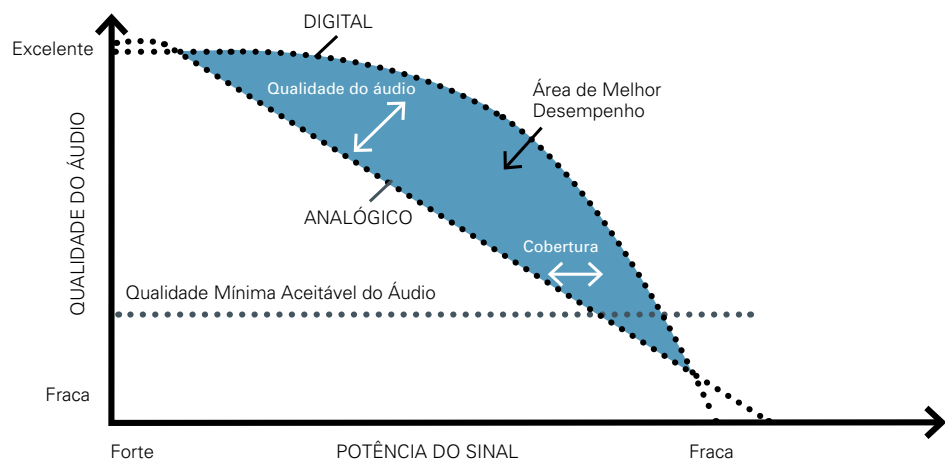 DIGITAL
Excelente
Qualidade do áudio
Área de Melhor
Desempenho
QUALIDADE DO ÁUDIO
ANALÓGICO
Cobertura
Qualidade Mínima Aceitável do Áudio
Fraca
Forte
POTÊNCIA DO SINAL
Fraca